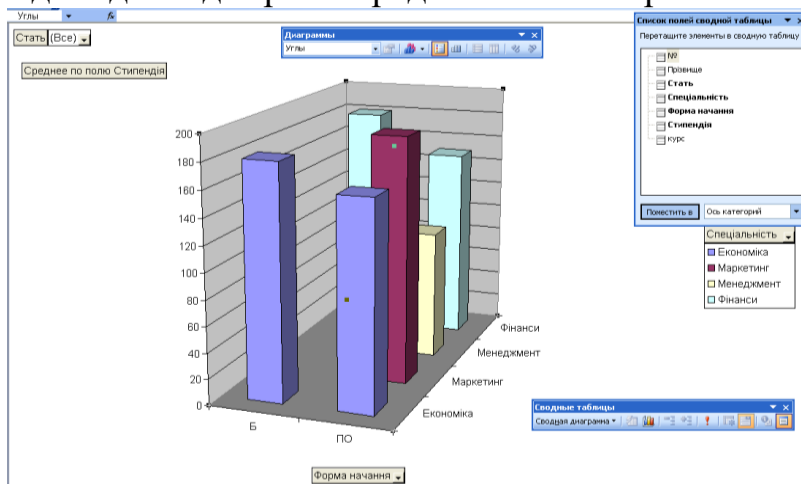 Углы
fx
Стать (Все)
Среднее по полю Стипендія
Диаграммы
Углы
200
180
160
140
120
100
80
60
40
20
0
Б
ПО
Економіка
Маркетинг
Менеджмент
Фінанси
Форма начання
Список полей сводной таблицы
Перетащите элементы в сводную таблицу
№
Прізвище
Стать
Спеціальність
Форма начання
Стипендія
курс
Поместить в
Ось категорий
Спеціальність
Економіка
Маркетинг
Менеджмент
Фінанси
Сводные таблицы
Сводная диаграмма